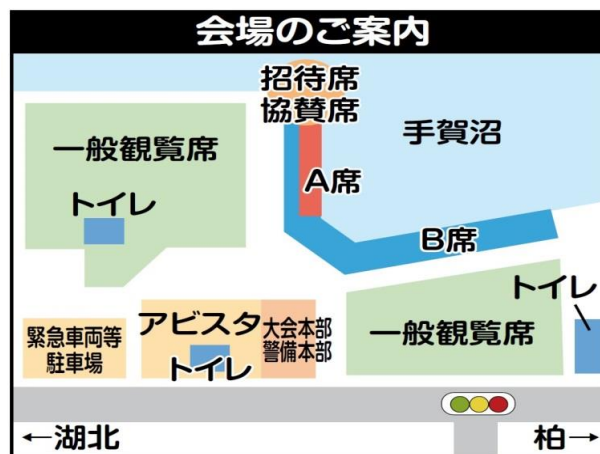 会場のご案内
招待席
協賛席
手賀沼
一般観覧席
A席
トイレ
B席
トイレ
アビスタ
大会本部
警備本部
トイレ
緊急車両等
駐車場
一般観覧席
←湖北
柏→